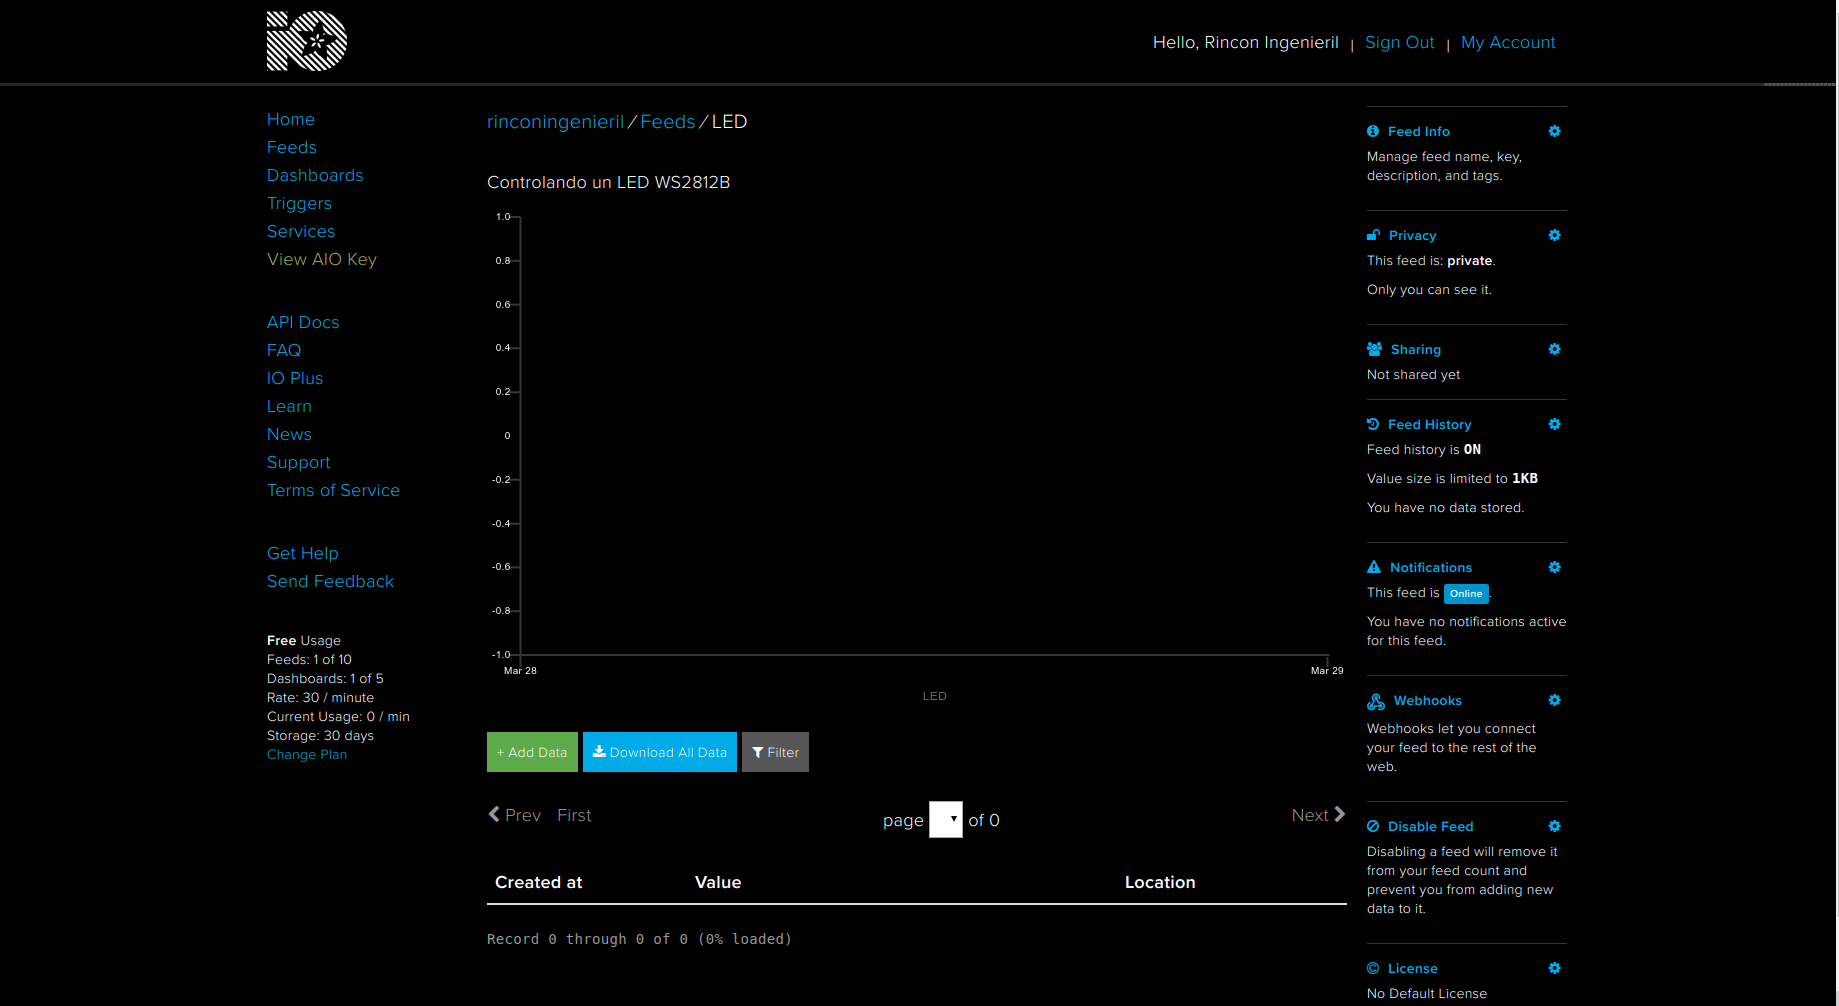 Hello, Rincon Ingenieril | Sign Out | My Account
Home
Feeds
Dashboards
Triggers
Services
View AIO Key
API Docs
FAQ
IO Plus
Learn
News
Support
Terms of Service
Get Help
Send Feedback
Free Usage
Feeds: 1 of 10
Dashboards: 1 of 5
Rate: 30 / minute
Current Usage: 0 / min
Storage: 30 days
Change Plan
rinconingenieril / Feeds / LED
Controlando un LED WS2812B
1.0
0.8
0.6
0.4
0.2
0
-0.2
-0.4
-0.6
-0.8
-1.0
Mar 28
Mar 29
LED
+ Add Data
Download All Data
Filter
Prev First
page of 0
Next
Created at Value Location
Record 0 through 0 of 0 (0% loaded)
Feed Info
Manage feed name, key,
description, and tags.
Privacy
This feed is: private.
Only you can see it.
Sharing
Not shared yet
Feed History
Feed history is ON
Value size is limited to 1KB
You have no data stored.
Notifications
This feed is Online.
You have no notifications active
for this feed.
Webhooks
Webhooks let you connect
your feed to the rest of the
web.
Disable Feed
Disabling a feed will remove it
from your feed count and
prevent you from adding new
data to it.
License
No Default License